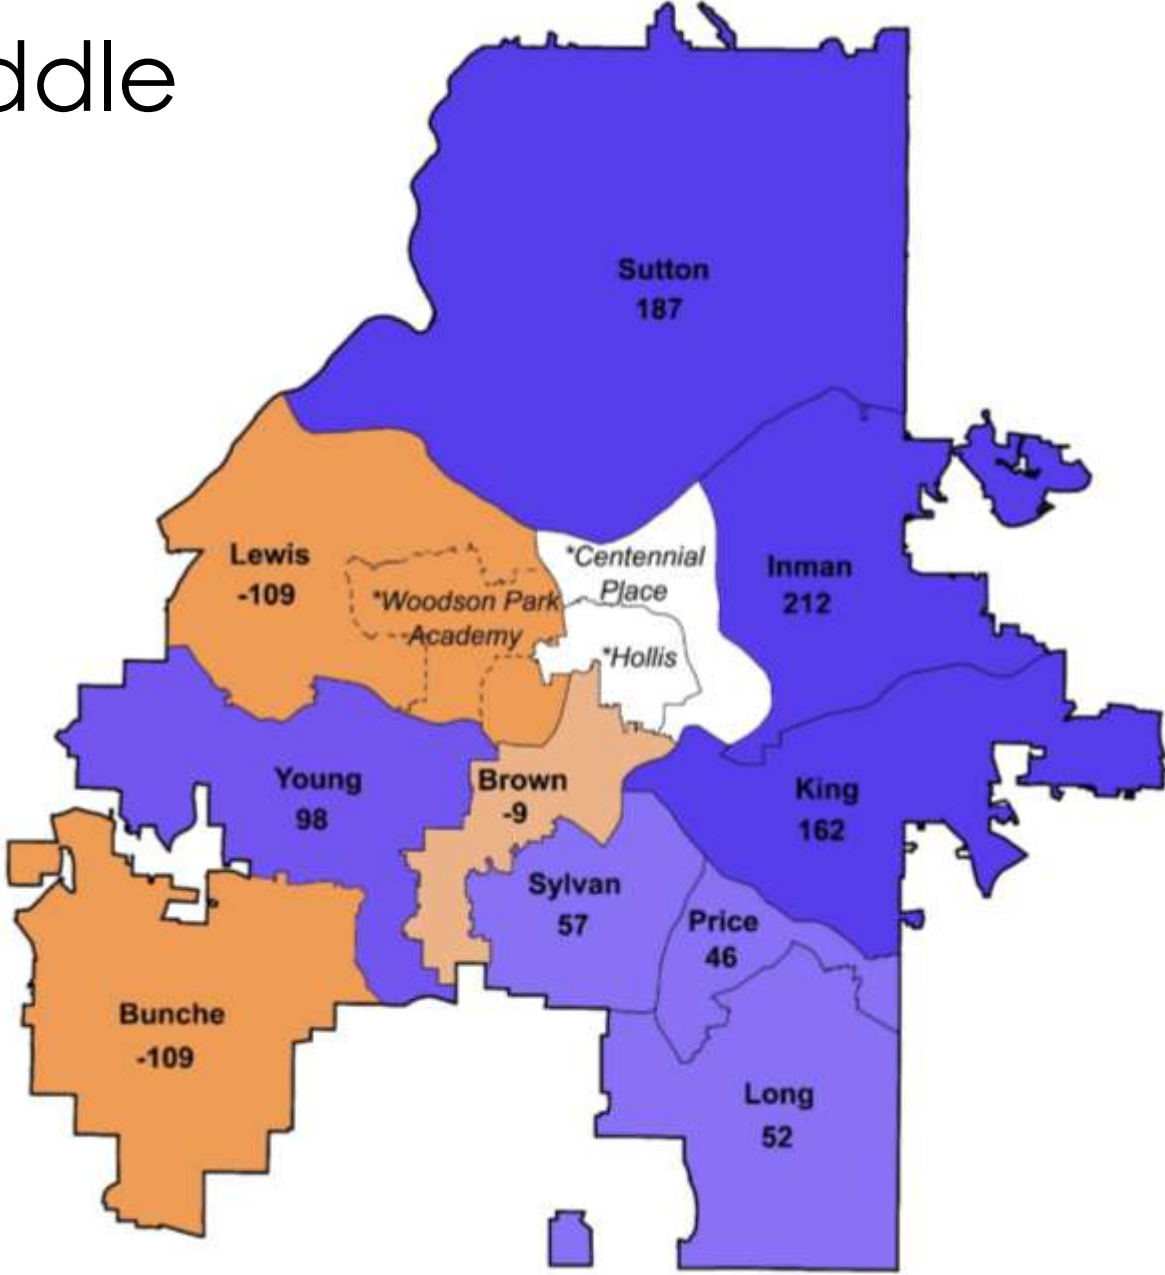 ddle
Sutton
187
Lewis
-109
*Centennial
Place
Inman
212
*Woodson Park
Academy
*Hollis
Young
98
Brown
-9
King
162
Sylvan
57
Price
46
Bunche
-109
Long
52